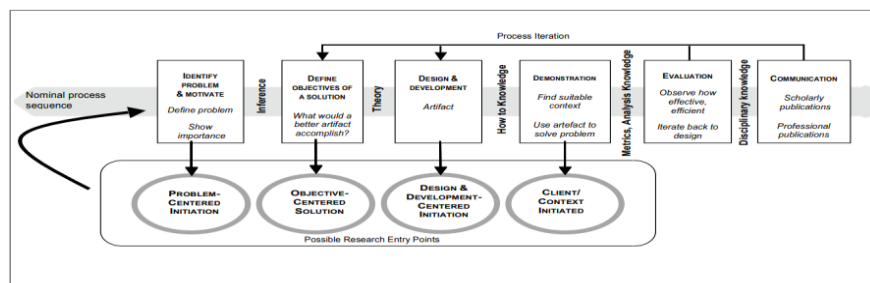 Process Iteration
Nominal process
sequence
IDENTIFY
PROBLEM
& MOTIVATE
Define problem
Show
importance
Inference
DEFINE
OBJECTIVES OF
A SOLUTION
What would a
better artifact
accomplish?
Theory
DESIGN &
DEVELOPMENT
Artifact
How to Knowledge
DEMONSTRATION
Find suitable
context
Use artefact to
solve problem
Metrics, Analysis Knowledge
EVALUATION
Observe how
effective,
efficient
Iterate back to
design
Disciplinary knowledge
COMMUNICATION
Scholarly
publications
Professional
publications
PROBLEM-
CENTERED
INITIATION
OBJECTIVE-
CENTERED
SOLUTION
DESIGN &
DEVELOPMENT-
CENTERED
INITIATION
CLIENT/
CONTEXT
INITIATED
Possible Research Entry Points